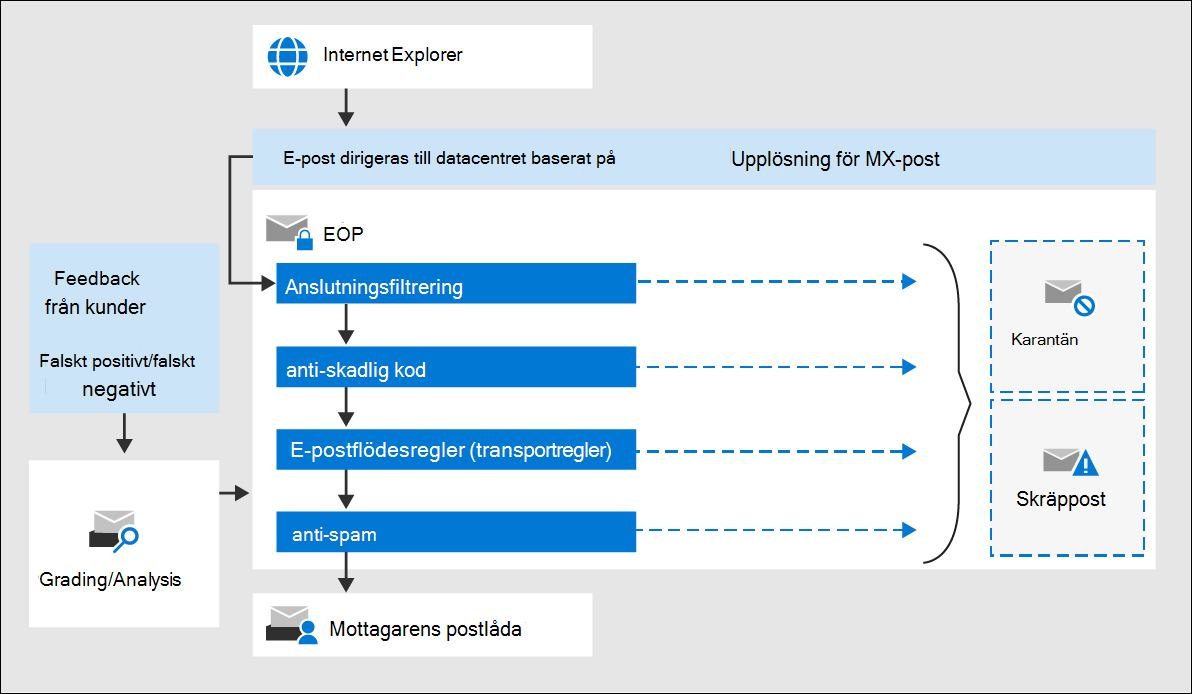 Internet Explorer
E-post dirigeras till datacentret baserat på
Upplösning för MX-post
EOP
Anslutningsfiltrering
anti-skadlig kod
E-postflödesregler (transportregler)
anti-spam
Mottagarens postlåda
Feedback
från kunder
Falskt positivt/falskt
negativt
Grading/Analysis
Karantän
Skräppost